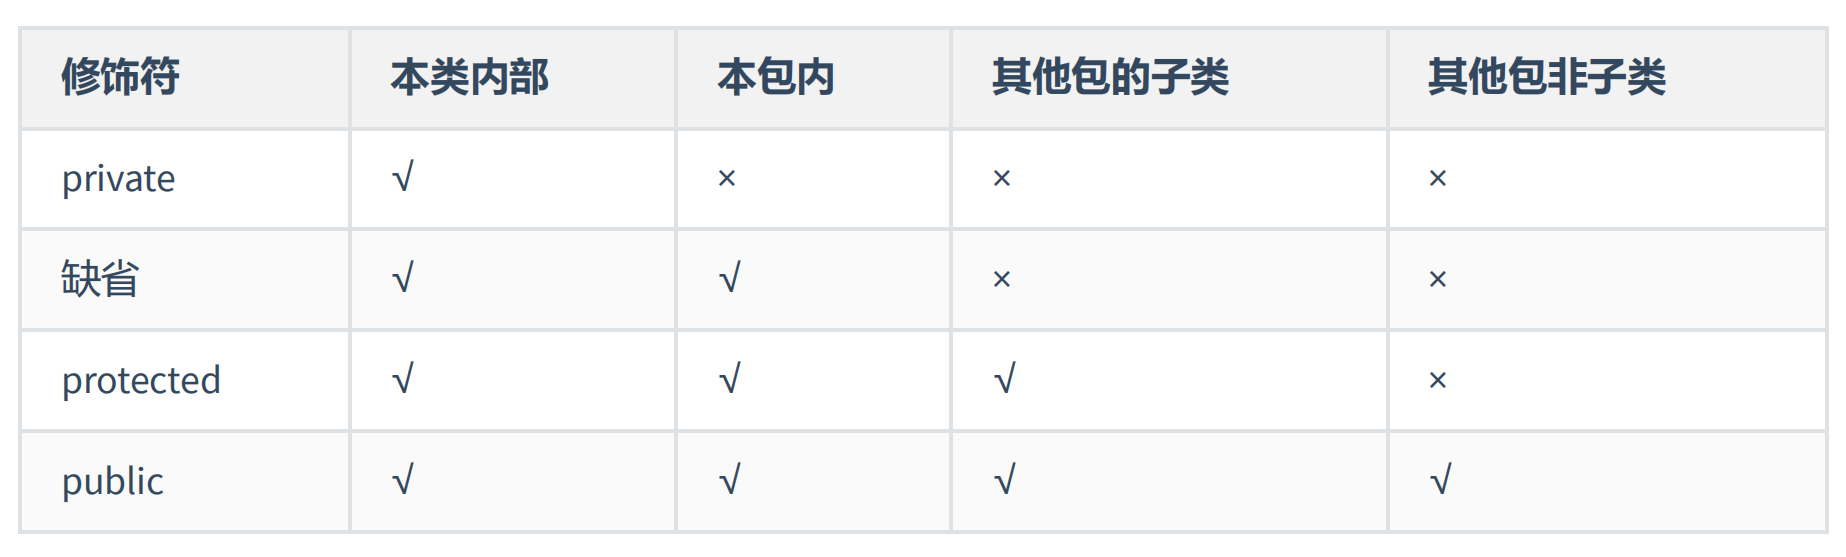 修饰符 本类内部 本包内 其他包的子类 其他包非子类
private √ × × ×
缺省 √ √ × ×
protected √ √ √ ×
public √ √ √ √